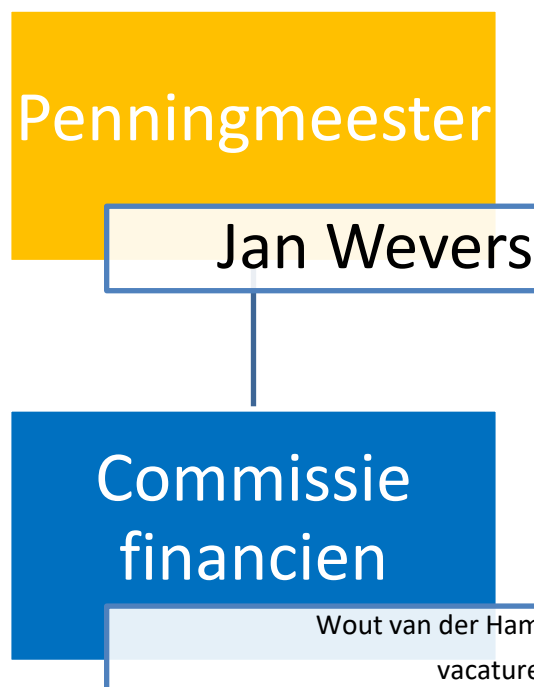 Penningmeester
Jan Wevers
Commissie
financien
Wout van der Ham
vacature